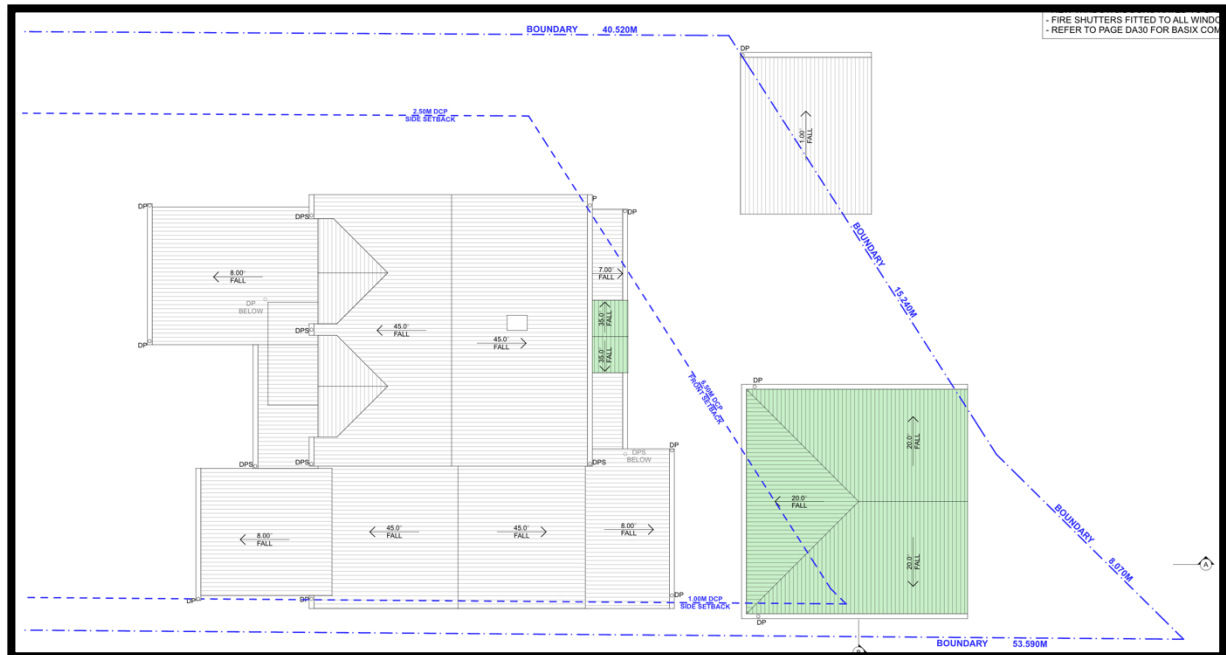 - FIRE SHUTTERS FITTED TO ALL WINDO
- REFER TO PAGE DA30 FOR BASIX COM
BOUNDARY 40.520M
DP
2.50M DCP
SIDE SETBACK
1.00°
FALL
DP
DPS
P
DP
BOUNDARY
15.240M
8.00°
FALL
7.00°
FALL
DP
BELOW
35.0°
FALL
35.0°
FALL
DPS
45.0°
FALL
45.0°
FALL
DP
6.50M DCP
FRONT SETBACK
DP
20.0°
FALL
DP
DPS
BELOW
DPS
DPS
DPS
20.0°
FALL
45.0°
FALL
45.0°
FALL
8.00°
FALL
8.00°
FALL
BOUNDARY
8.070M
20.0°
FALL
A
DP
DP
DP
1.00M DCP
SIDE SETBACK
DP
BOUNDARY 53.590M